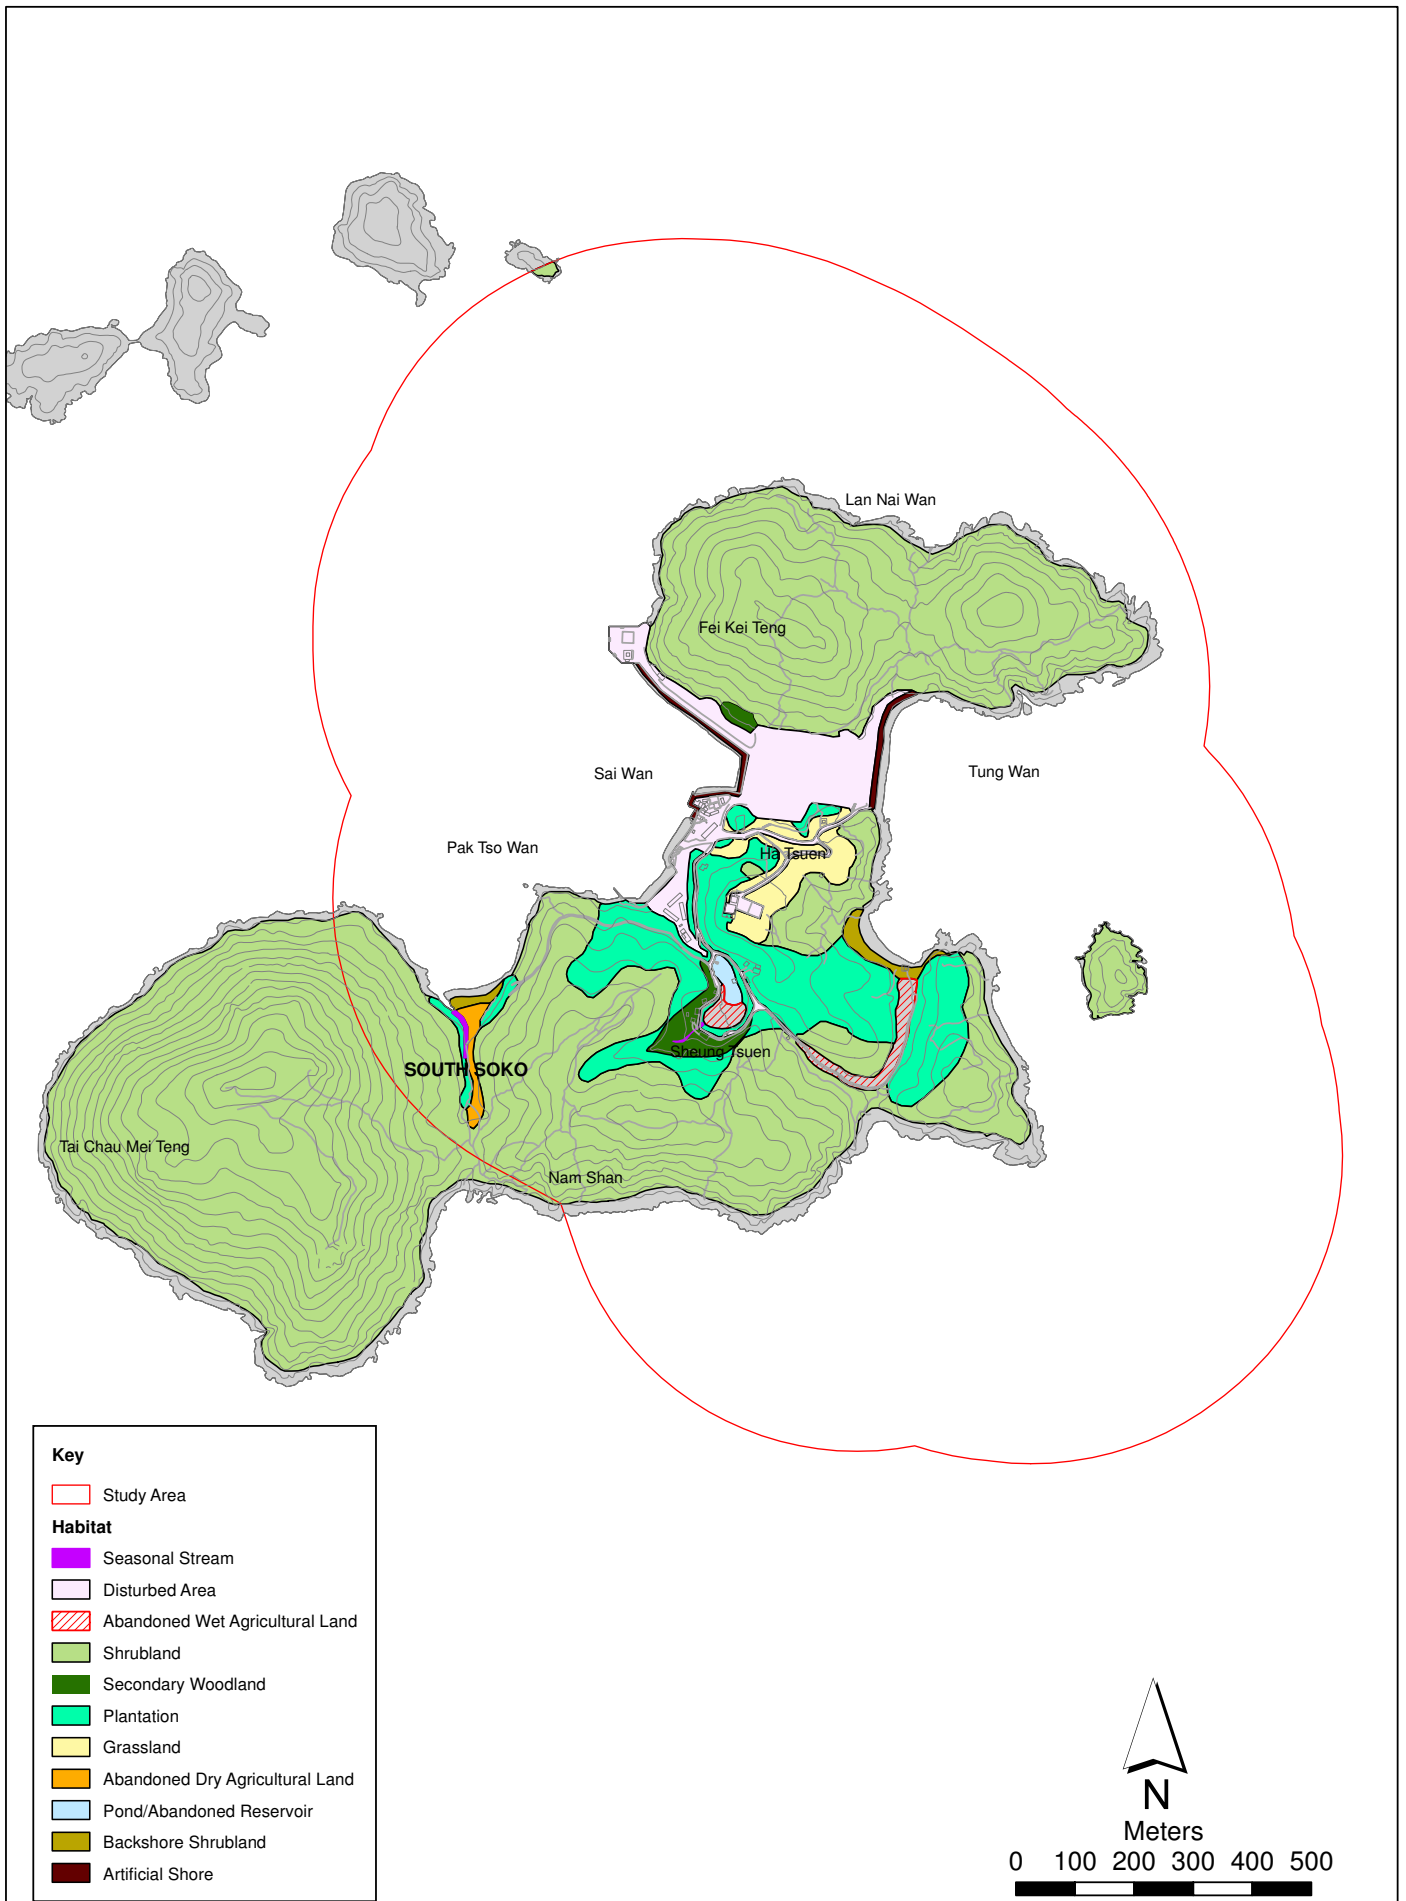 Lan Nai Wan
Fei Kei Teng
Sai Wan
Tung Wan
Pak Tso Wan
Ha Tsuen
Sheung Tsuen
SOUTH SOKO
Tai Chau Mei Teng
Nam Shan
Key
Study Area
Habitat
Seasonal Stream
Disturbed Area
Abandoned Wet Agricultural Land
Shrubland
Secondary Woodland
Plantation
Grassland
Abandoned Dry Agricultural Land
Pond/Abandoned Reservoir
Backshore Shrubland
Artificial Shore
N
Meters
0 100 200 300 400 500